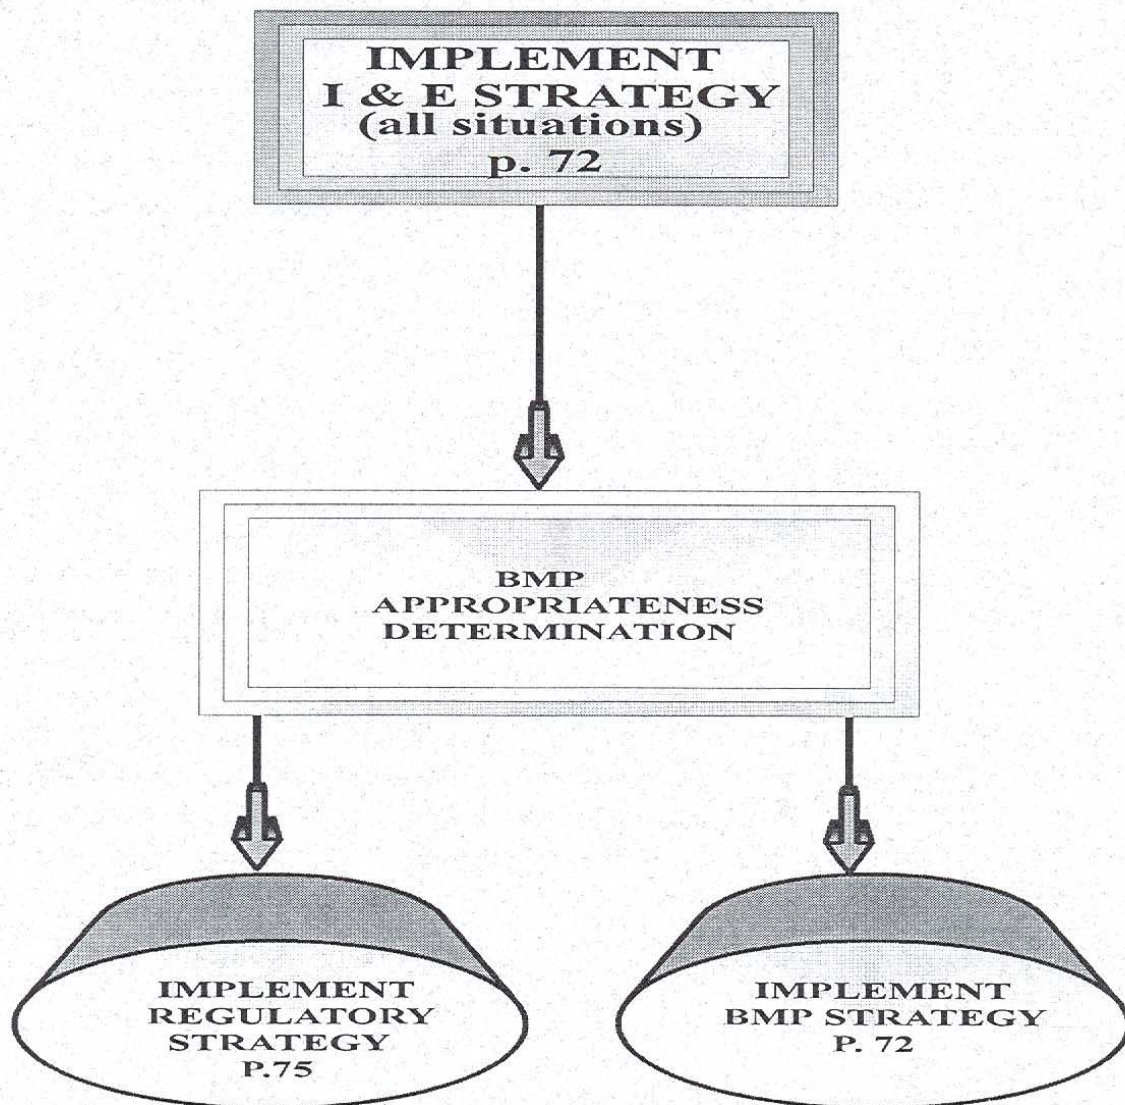 IMPLEMENT
I & E STRATEGY
(all situations)
p. 72
BMP
APPROPRIATENESS
DETERMINATION
IMPLEMENT
REGULATORY
STRATEGY
P.75
IMPLEMENT
BMP STRATEGY
P. 72